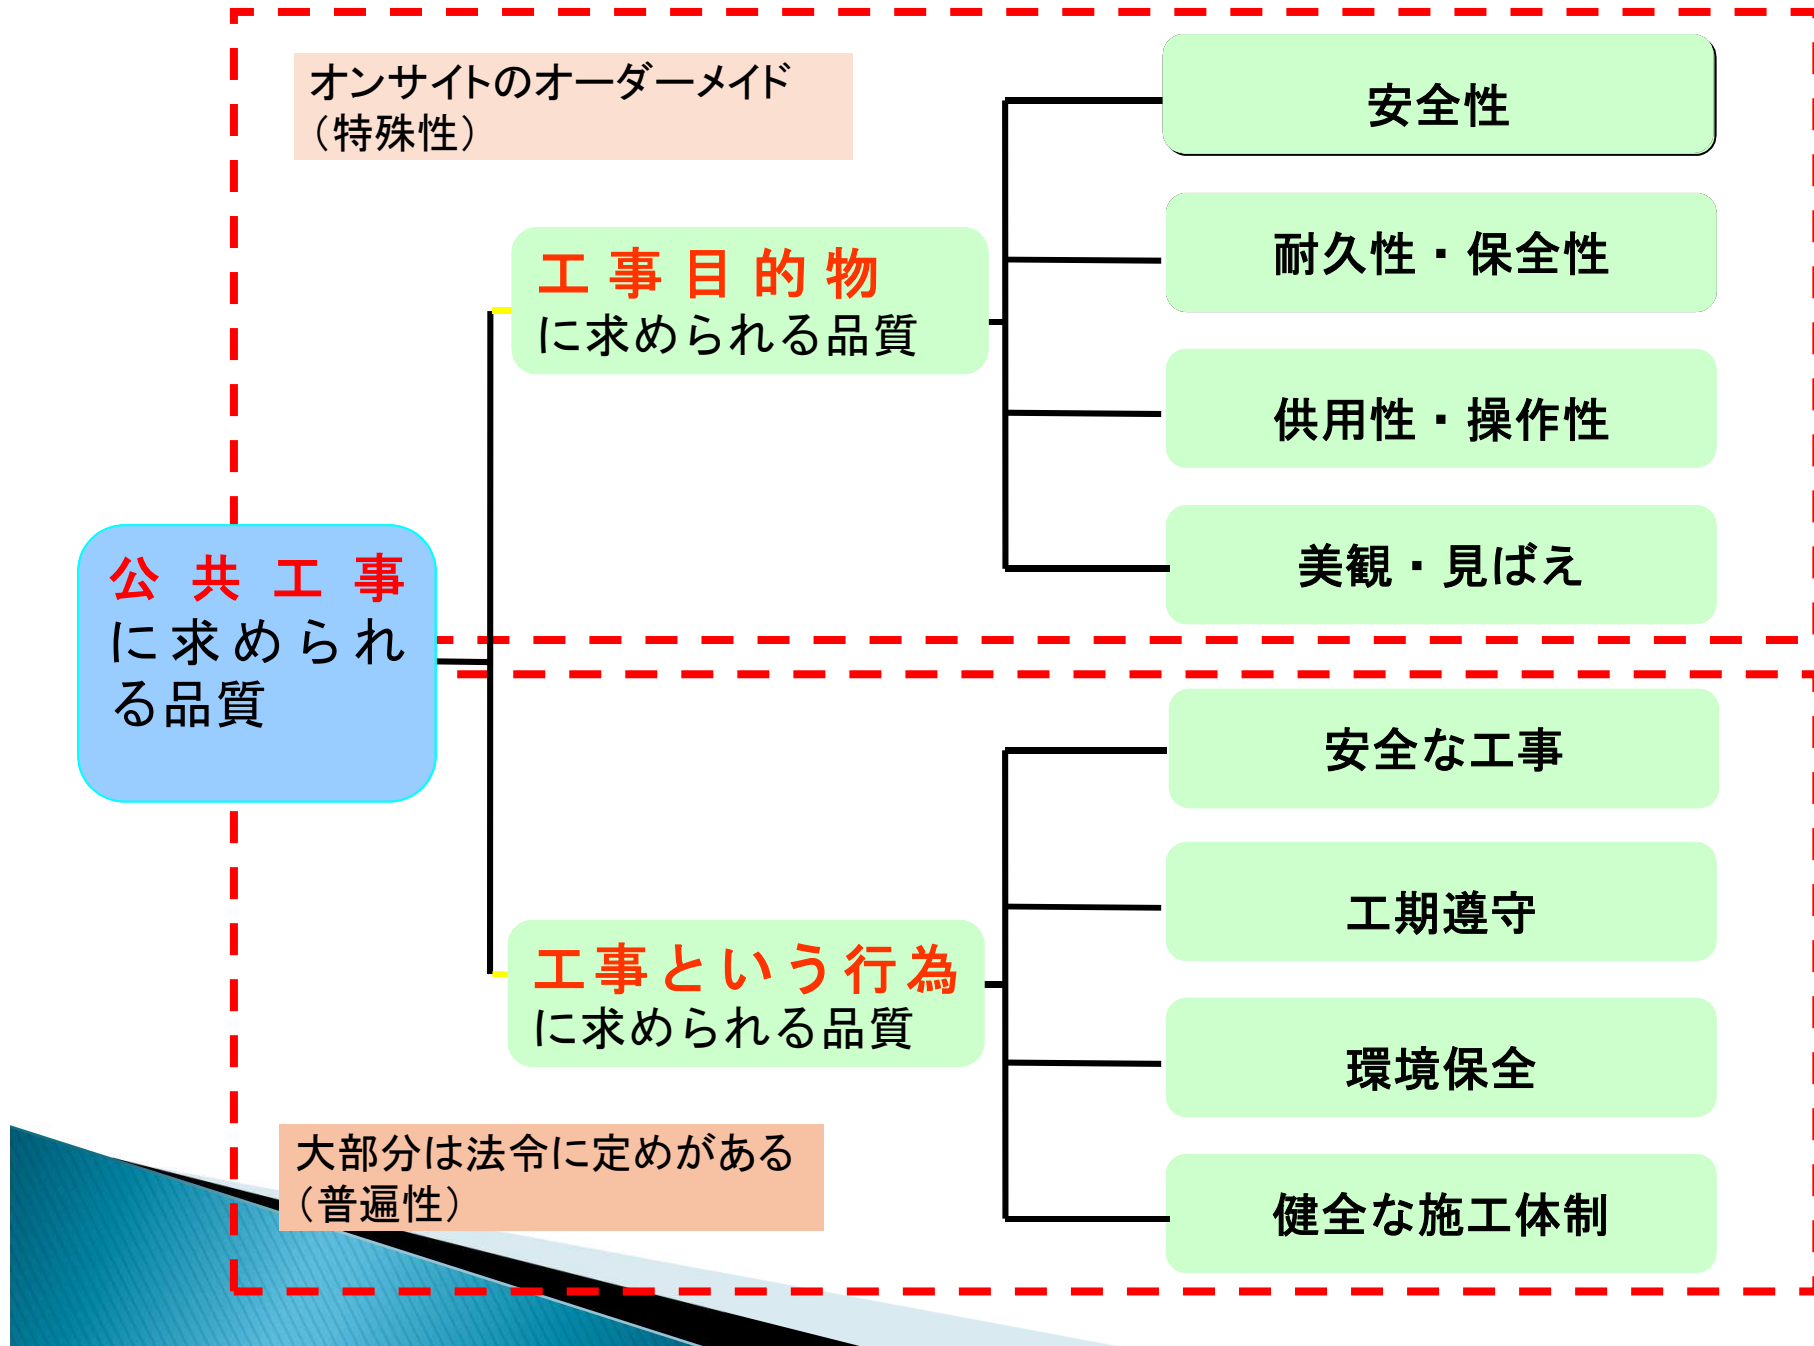 オンサイトのオーダーメイド
（特殊性）
安全性
耐久性・保全性
工事目的物
に求められる品質
供用性・操作性
美観・見ばえ
公共工事
に求められ
る品質
安全な工事
工期遵守
工事という行為
に求められる品質
環境保全
大部分は法令に定めがある
（普遍性）
健全な施工体制